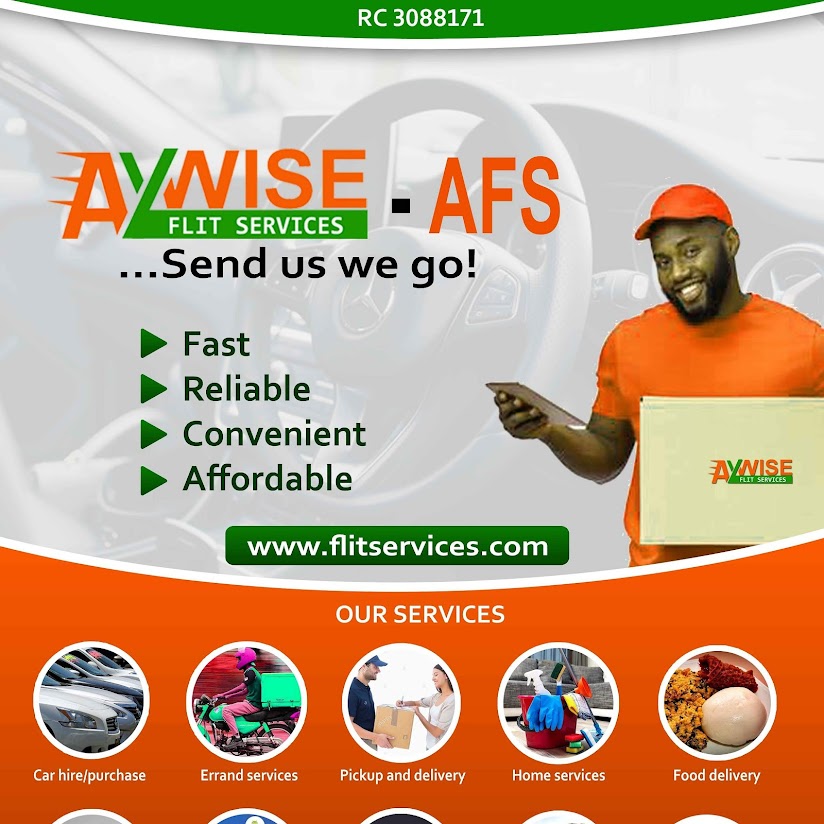 RC 3088171
AYWISE - AFS
FLIT SERVICES
...Send us we go!
Fast
Reliable
Convenient
Affordable
AYWISE
FLIT SERVICES
www.flitservices.com
OUR SERVICES
Car hire/purchase
Errand services
Pickup and delivery
Home services
Food delivery